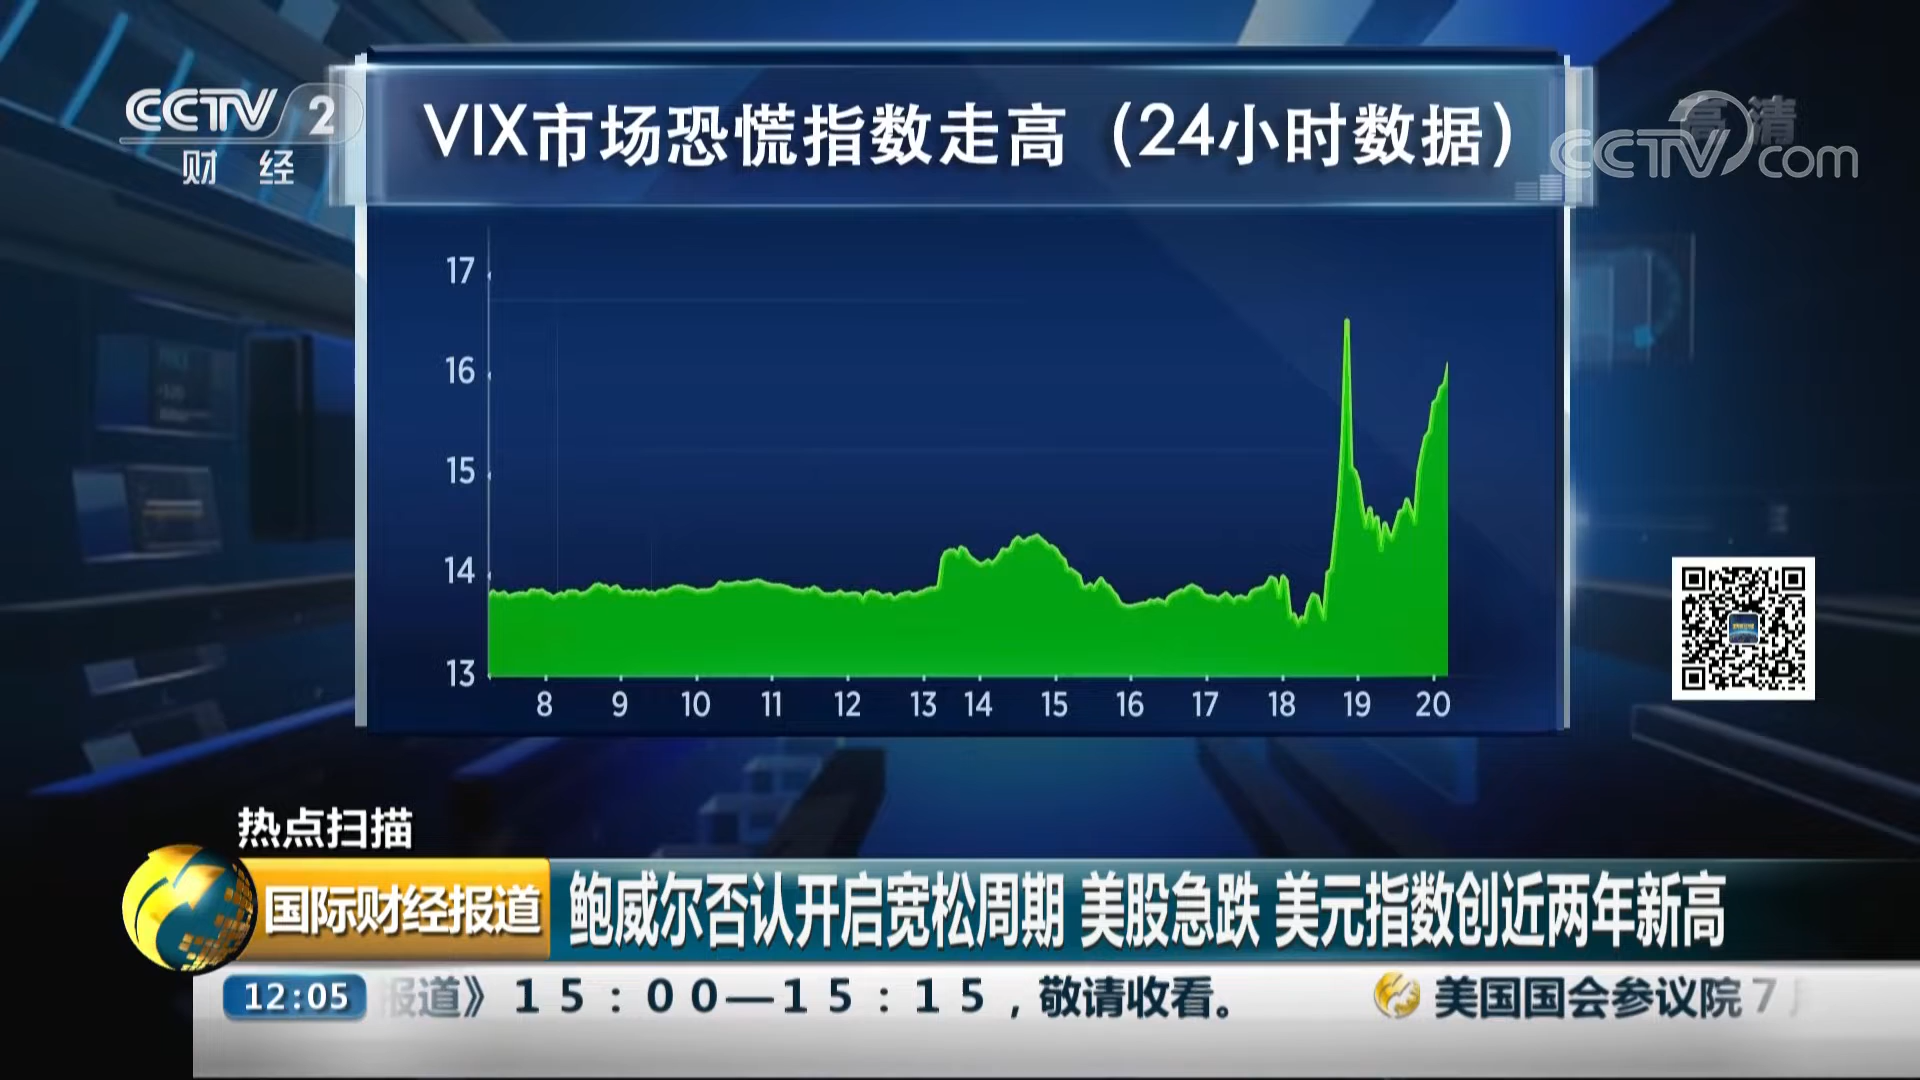 CCTV 2
财 经
VIX市场恐慌指数走高（24小时数据）
高清
CCTV.com
17
16
15
14
13
8 9 10 11 12 13 14 15 16 17 18 19 20
热点扫描
国际财经报道
鲍威尔否认开启宽松周期 美股急跌 美元指数创近两年新高
12:05
报道》15:00—15:15，敬请收看。 美国国会参议院7月